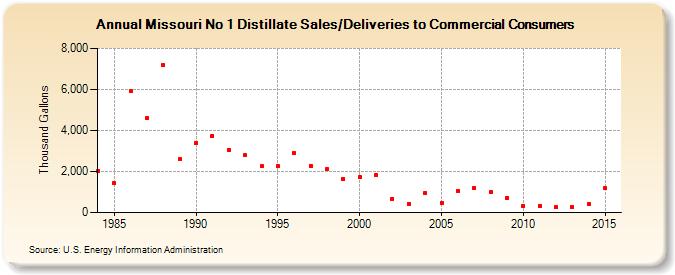 Annual Missouri No 1 Distillate Sales/Deliveries to Commercial Consumers
Thousand Gallons
8,000
6,000
4,000
2,000
0
1985 1990 1995 2000 2005 2010 2015
Source: U.S. Energy Information Administration